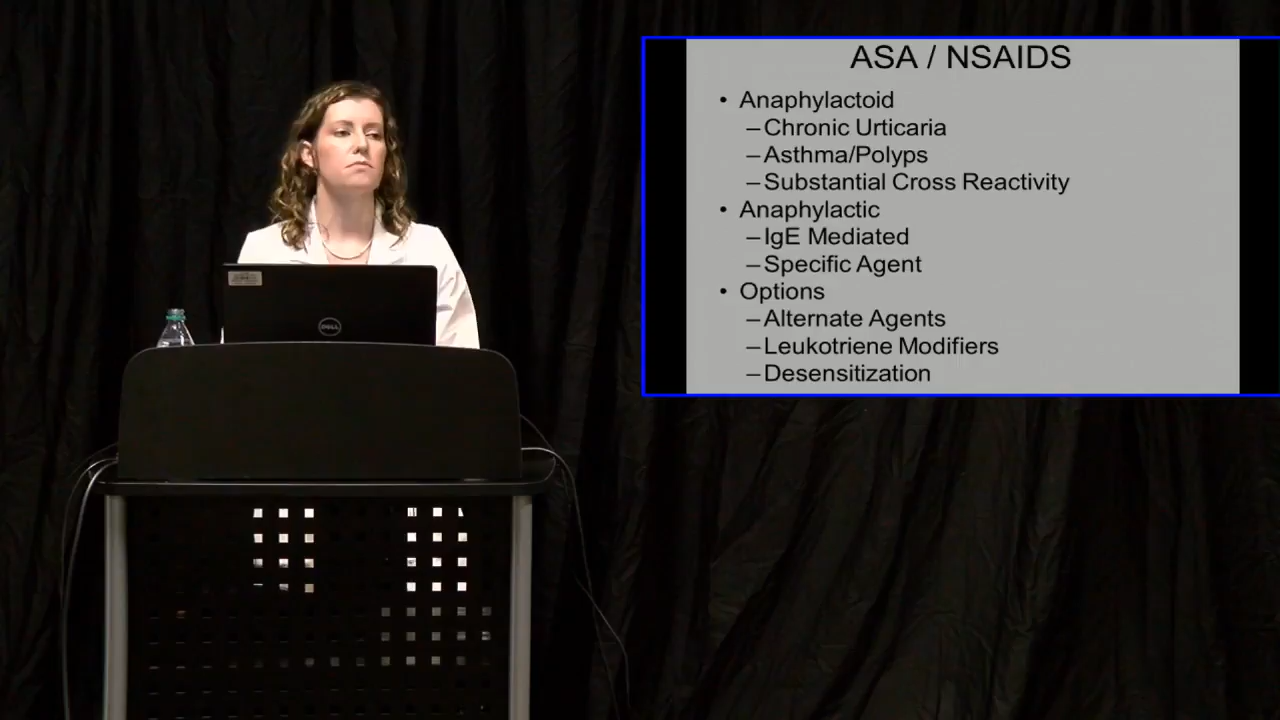 ASA / NSAIDS
• Anaphylactoid
–Chronic Urticaria
–Asthma/Polyps
–Substantial Cross Reactivity
• Anaphylactic
–IgE Mediated
–Specific Agent
• Options
–Alternate Agents
–Leukotriene Modifiers
–Desensitization
DELL